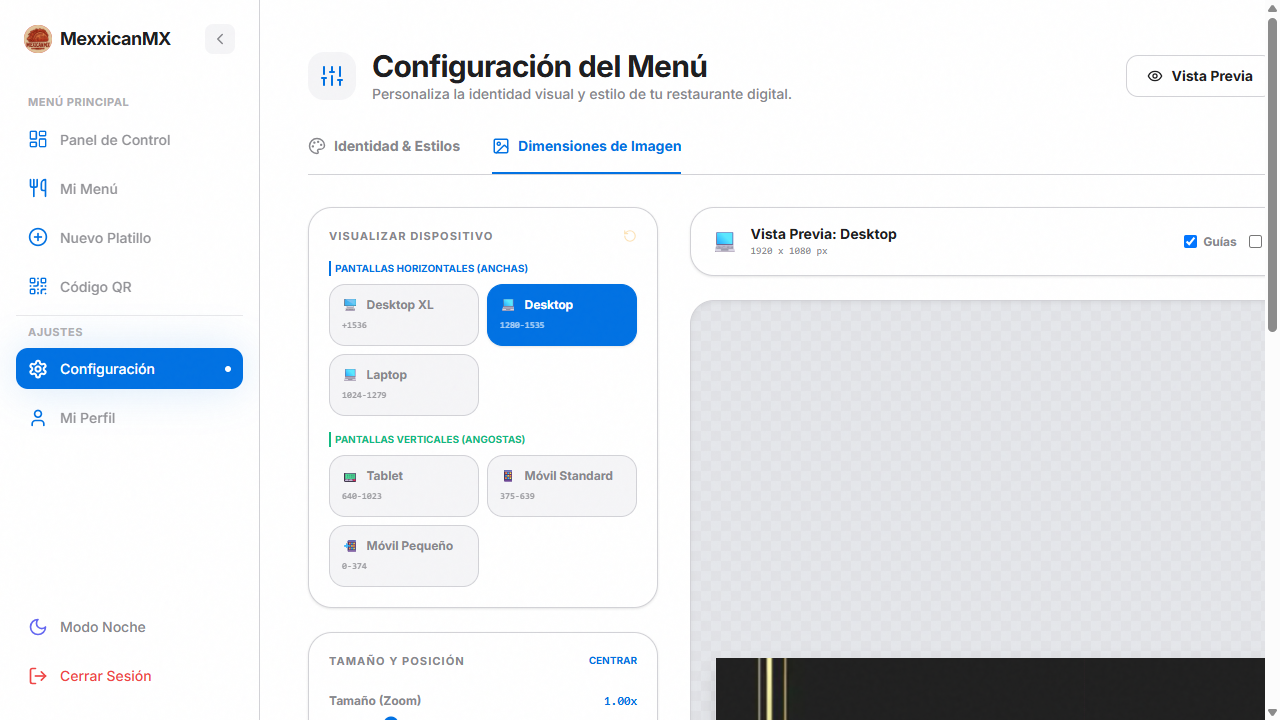 MexxicanMX
MENÚ PRINCIPAL
Panel de Control
Mi Menú
Nuevo Platillo
Código QR
AJUSTES
Configuración
Mi Perfil
Modo Noche
Cerrar Sesión
Configuración del Menú
Personaliza la identidad visual y estilo de tu restaurante digital.
Vista Previa
Identidad & Estilos
Dimensiones de Imagen
VISUALIZAR DISPOSITIVO
PANTALLAS HORIZONTALES (ANCHAS)
Desktop XL
+1536
Desktop
1280-1535
Laptop
1024-1279
PANTALLAS VERTICALES (ANGOSTAS)
Tablet
640-1023
Móvil Standard
375-639
Móvil Pequeño
0-374
TAMAÑO Y POSICIÓN
CENTRAR
Tamaño (Zoom)
1.00x
Vista Previa: Desktop
1920 x 1080 px
Guías